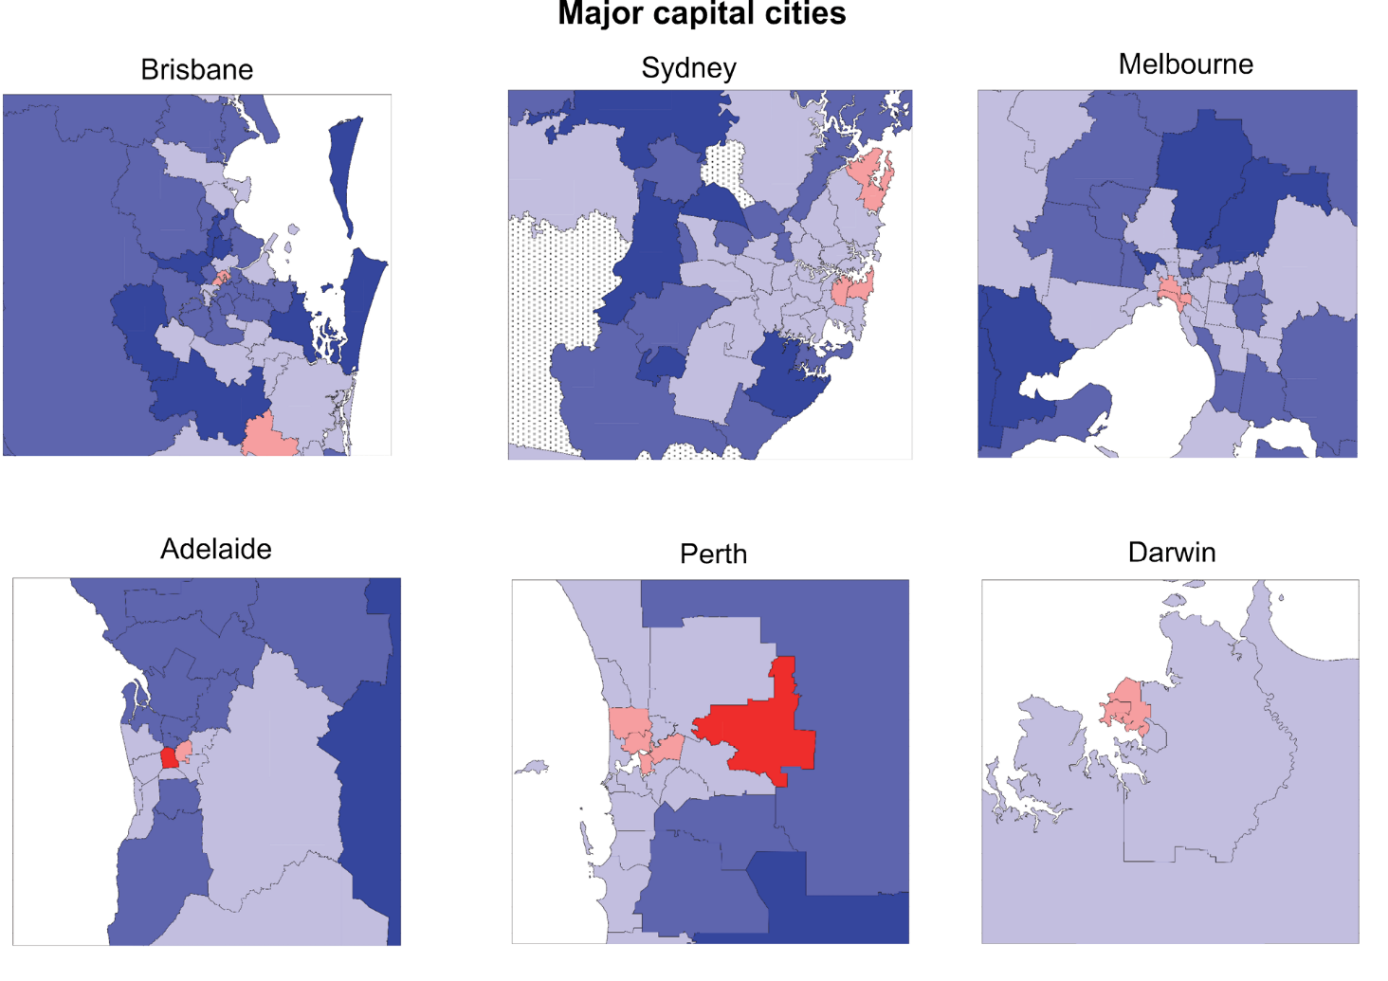 Major capital cities
Brisbane
Sydney
Melbourne
Adelaide
Perth
Darwin